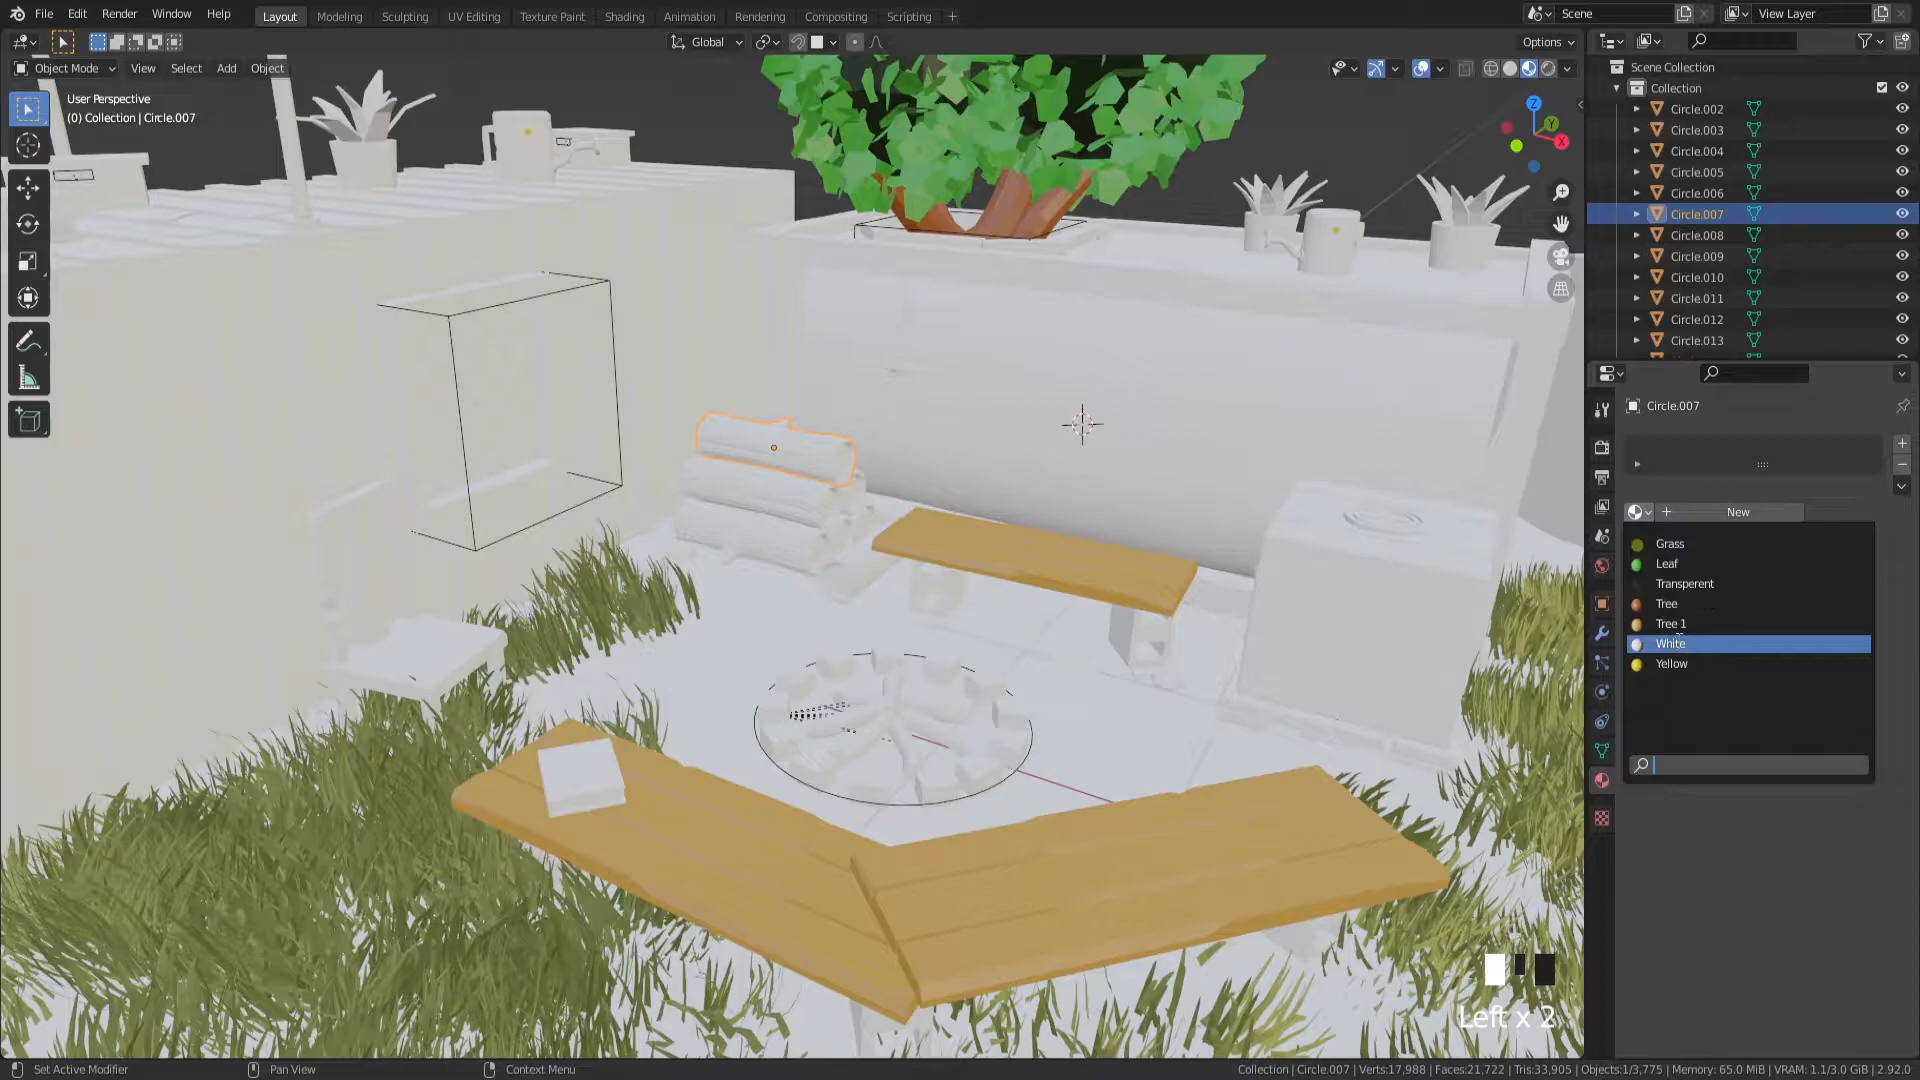 File Edit Render Window Help Layout Modeling Sculpting UV Editing Texture Paint Shading Animation Rendering Compositing Scripting + Scene View Layer
Global Options
Object Mode View Select Add Object
User Perspective
(0) Collection | Circle.007
Z
Y
X
Scene Collection
Collection
Circle.002
Circle.003
Circle.004
Circle.005
Circle.006
Circle.007
Circle.008
Circle.009
Circle.010
Circle.011
Circle.012
Circle.013
Circle.007
New
Grass
Leaf
Transparent
Tree
Tree 1
White
Yellow
Left x 2
Set Active Modifier Pan View Context Menu Collection | Circle.007 | Verts:17,988 | Faces:21,722 | Tris:33,905 | Objects:1/3,775 | Memory: 65.0 MiB | VRAM: 1.1/3.0 GiB | 2.92.0